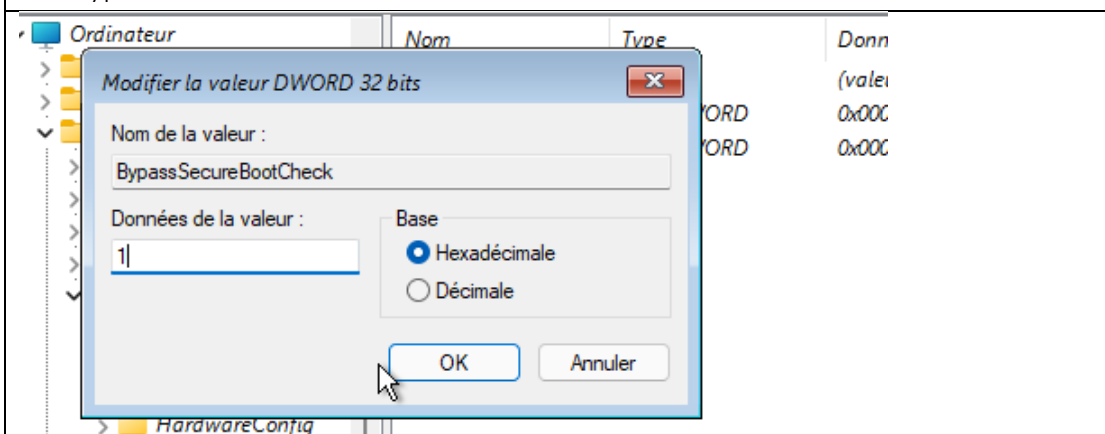 Ordinateur
Nom Type Donn
Modifier la valeur DWORD 32 bits
(valeu
Nom de la valeur :
ORD 0x000
BypassSecureBootCheck
ORD 0x000
Données de la valeur :
Base
1
Hexadécimale
Décimale
OK
Annuler
HardwareConfig